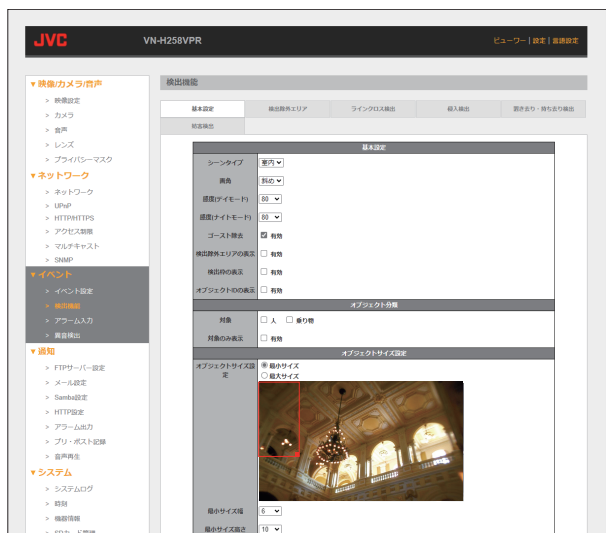 JVC
VN-H258VPR
ビューワー | 設定 | 言語設定
▼映像/カメラ/音声
> 映像設定
> カメラ
> 音声
> レンズ
> プライバシーマスク
▼ネットワーク
> ネットワーク
> UPnP
> HTTP/HTTPS
> アクセス制限
> マルチキャスト
> SNMP
▼イベント
> イベント設定
> 検出機能
> アラーム入力
> 異音検出
▼通知
> FTPサーバー設定
> メール設定
> Samba設定
> HTTP設定
> アラーム出力
> プリ・ポスト記録
> 音声再生
▼システム
> システムログ
> 時刻
> 機器情報
検出機能
基本設定 検出除外エリア ラインクロス検出 侵入検出 置き去り・持ち去り検出
妨害検出
基本設定
シーンタイプ 室内
画角 斜め
感度(デイモード) 80
感度(ナイトモード) 80
ゴースト除去 有効
検出除外エリアの表示 有効
検出枠の表示 有効
オブジェクトIDの表示 有効
オブジェクト分類
対象 人 乗り物
対象のみ表示 有効
オブジェクトサイズ設定
オブジェクトサイズ設定 最小サイズ
最大サイズ
最小サイズ幅 6
最小サイズ高さ 10